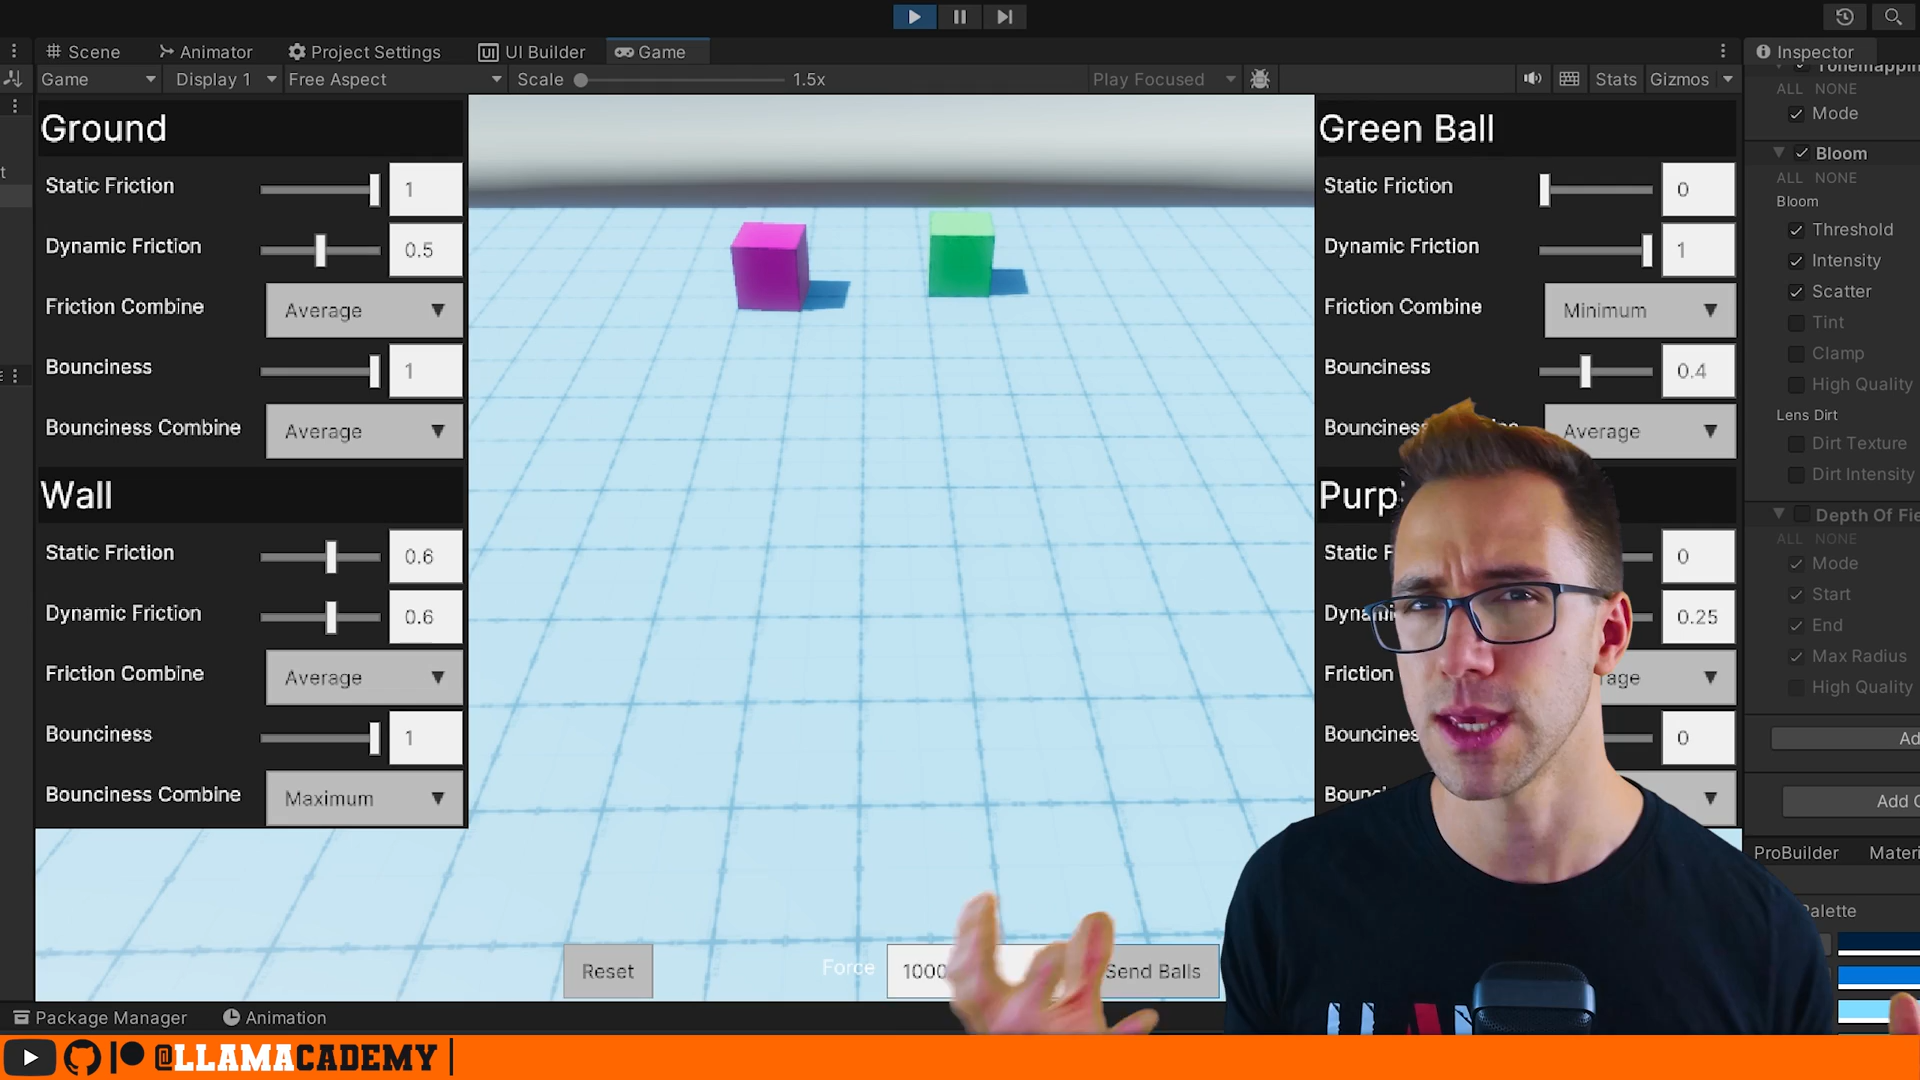 Scene
Animator
Project Settings
UI Builder
Game
Inspector
Game
Display 1
Free Aspect
Scale
1.5x
Play Focused
Stats
Gizmos
Ground
Static Friction
1
Dynamic Friction
0.5
Friction Combine
Average
Bounciness
1
Bounciness Combine
Average
Wall
Static Friction
0.6
Dynamic Friction
0.6
Friction Combine
Average
Bounciness
1
Bounciness Combine
Maximum
Green Ball
Static Friction
0
Dynamic Friction
1
Friction Combine
Minimum
Bounciness
0.4
Average
0
0.25
Friction
0
Tonemapping
ALL NONE
Mode
Bloom
ALL NONE
Bloom
Threshold
Intensity
Scatter
Tint
Clamp
High Quality
Lens Dirt
Dirt Texture
Dirt Intensity
Depth Of
ALL NONE
Mode
Start
End
Max Radius
High Quality
Add
ProBuilder
Reset
Force
1000
Send Balls
Package Manager
Animation
@LLAMACADEMY